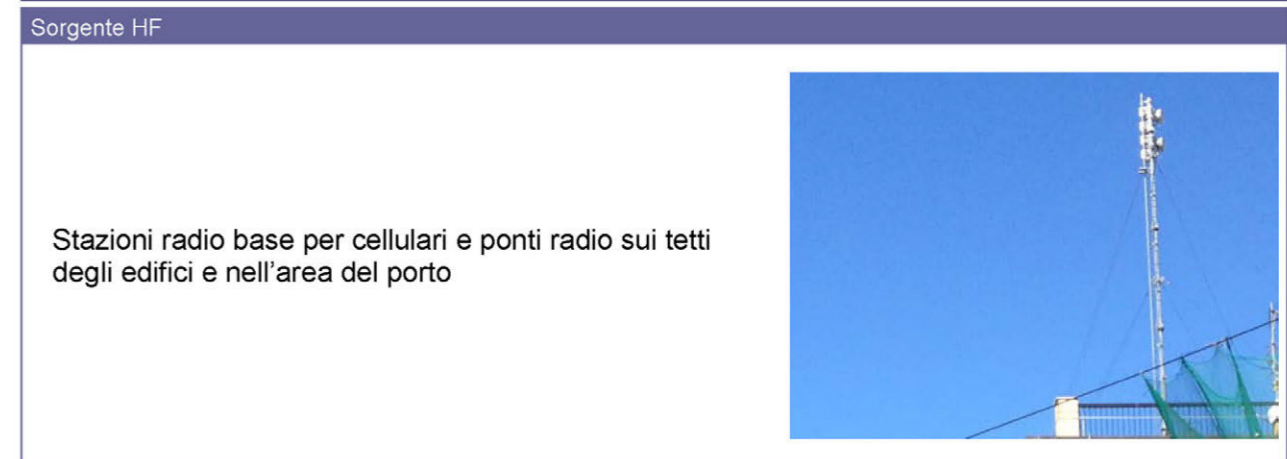 Sorgente HF
Stazioni radio base per cellulari e ponti radio sui tetti
degli edifici e nell'area del porto